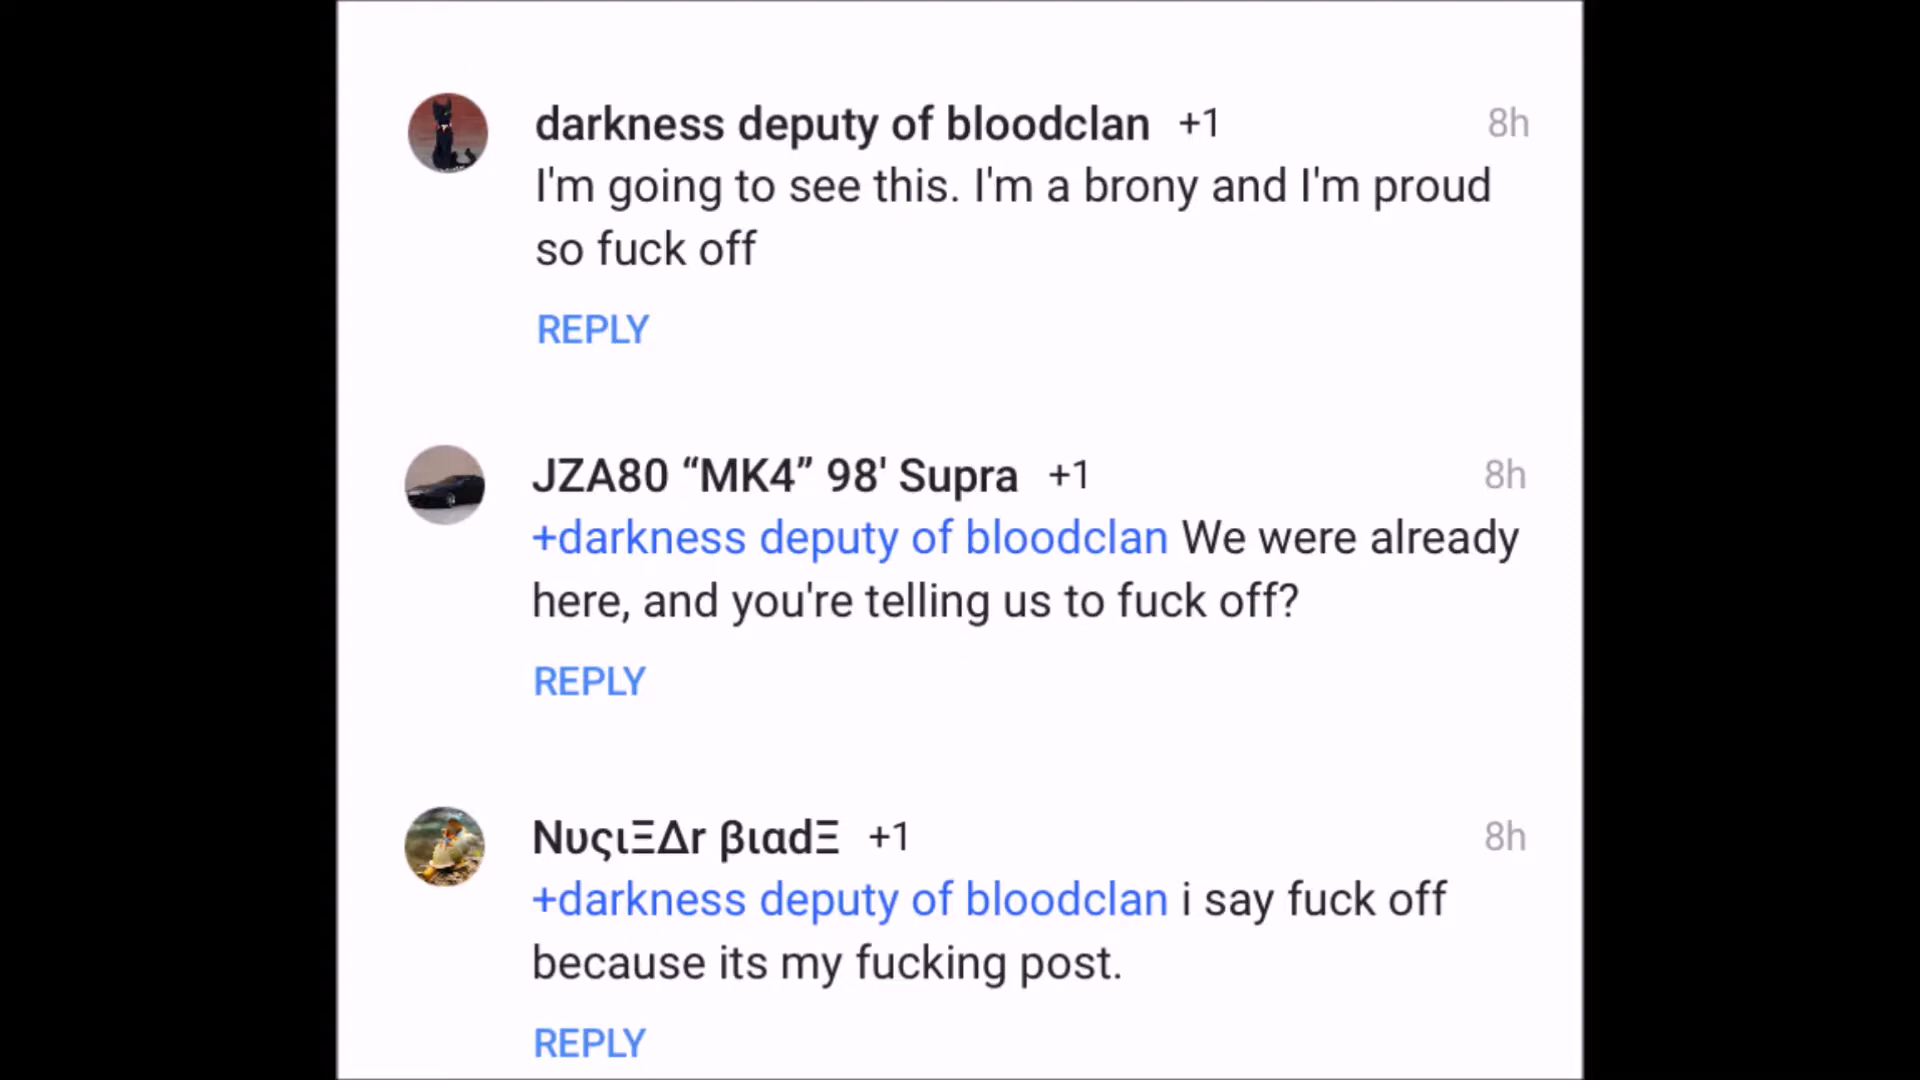 darkness deputy of bloodclan +1 8h
I'm going to see this. I'm a brony and I'm proud
so fuck off
REPLY
JZA80 “MK4” 98' Supra +1 8h
+darkness deputy of bloodclan We were already
here, and you're telling us to fuck off?
REPLY
NυςιΞΔr βιαdΞ +1 8h
+darkness deputy of bloodclan i say fuck off
because its my fucking post.
REPLY